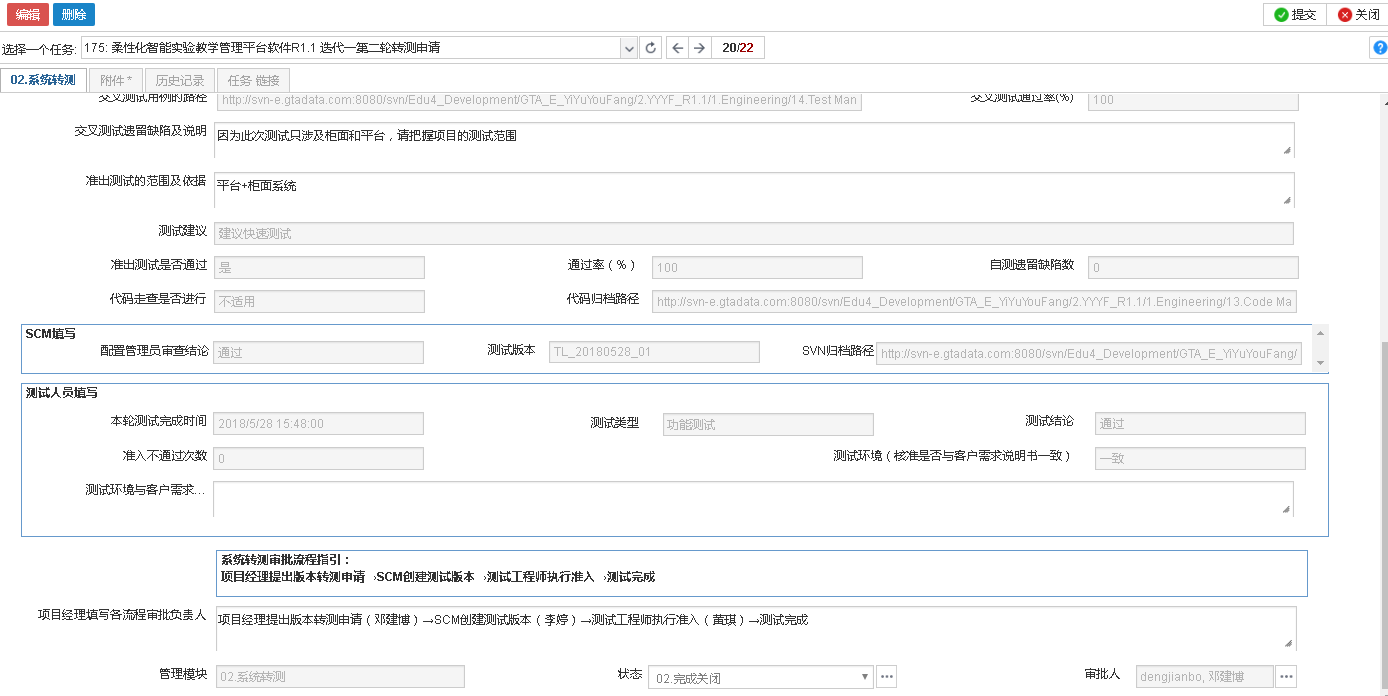 编辑 删除 提交 关闭
选择一个任务: 175: 柔性化智能实验教学管理平台软件R1.1 迭代一第二轮转测申请 20/22
02.系统转测 附件* 历史记录 任务 链接
交叉测试用例的路径 http://svn-e.gtadata.com:8080/svn/Edu4_Development/GTA_E_YiYuYouFang/2.YYYF_R1.1/1.Engineering/14.Test Man 交叉测试通过率(%) 100
交叉测试遗留缺陷及说明 因为此次测试只涉及柜面和平台，请把握项目的测试范围
准出测试的范围及依据 平台+柜面系统
测试建议 建议快速测试
准出测试是否通过 是 通过率（%） 100 自测遗留缺陷数 0
代码走查是否进行 不适用 代码归档路径 http://svn-e.gtadata.com:8080/svn/Edu4_Development/GTA_E_YiYuYouFang/2.YYYF_R1.1/1.Engineering/13.Code Ma
SCM填写
配置管理员审查结论 通过 测试版本 TL_20180528_01 SVN归档路径 http://svn-e.gtadata.com:8080/svn/Edu4_Development/GTA_E_YiYuYouFang/
测试人员填写
本轮测试完成时间 2018/5/28 15:48:00 测试类型 功能测试 测试结论 通过
准入不通过次数 0 测试环境（核准是否与客户需求说明书一致） 一致
测试环境与客户需求...
系统转测审批流程指引：
项目经理提出版本转测申请 →SCM创建测试版本 →测试工程师执行准入 →测试完成
项目经理填写各流程审批负责人 项目经理提出版本转测申请（邓建博）→SCM创建测试版本（李婷）→测试工程师执行准入（黄琪）→测试完成
管理模块 02.系统转测 状态 02.完成关闭 ... 审批人 dengjianbo, 邓建博 ...